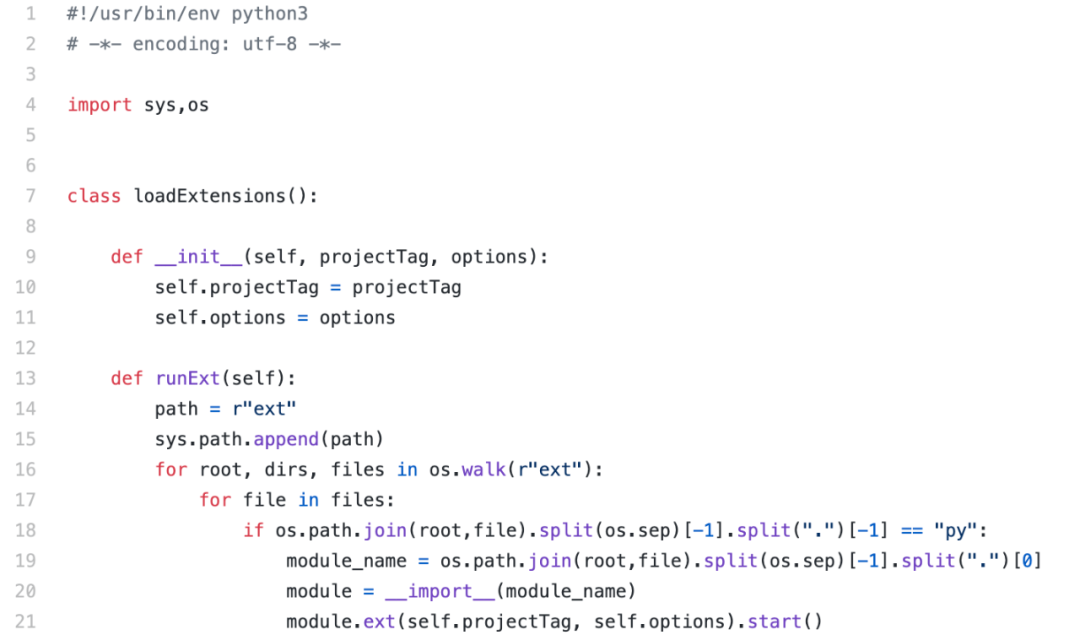 1 #!/usr/bin/env python3
2 # -*- encoding: utf-8 -*-
3
4 import sys,os
5
6
7 class loadExtensions():
8
9     def __init__(self, projectTag, options):
10         self.projectTag = projectTag
11         self.options = options
12
13     def runExt(self):
14         path = r"ext"
15         sys.path.append(path)
16         for root, dirs, files in os.walk(r"ext"):
17             for file in files:
18                 if os.path.join(root,file).split(os.sep)[-1].split(".")[-1] == "py":
19                     module_name = os.path.join(root,file).split(os.sep)[-1].split(".")[0]
20                     module = __import__(module_name)
21                     module.ext(self.projectTag, self.options).start()